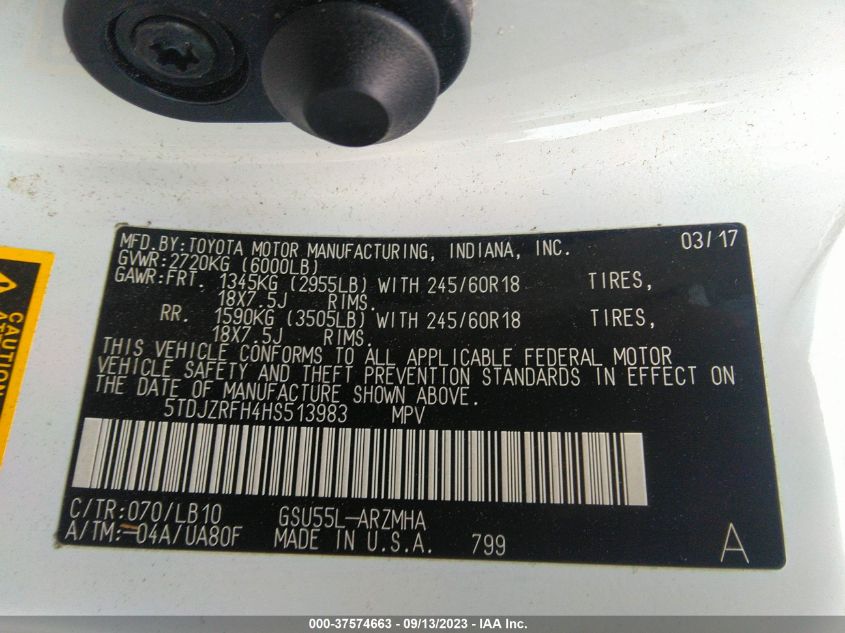 MFD.BY:TOYOTA MOTOR MANUFACTURING, INDIANA, INC. 03/17
GVWR:2720KG (6000LB)
GAWR:FRT. 1345KG (2955LB) WITH 245/60R18 TIRES,
18X7.5J RIMS.
RR. 1590KG (3505LB) WITH 245/60R18 TIRES,
18X7.5J RIMS.
THIS VEHICLE CONFORMS TO ALL APPLICABLE FEDERAL MOTOR
VEHICLE SAFETY AND THEFT PREVENTION STANDARDS IN EFFECT ON
THE DATE OF MANUFACTURE SHOWN ABOVE.
5TDJZRFH4HS513983 MPV
C/TR:070/LB10 GSU55L-ARZMHA
A/TM:-04A/UA80F MADE IN U.S.A. 799 A
CAUTION
000-37574663 - 09/13/2023 - IAA Inc.